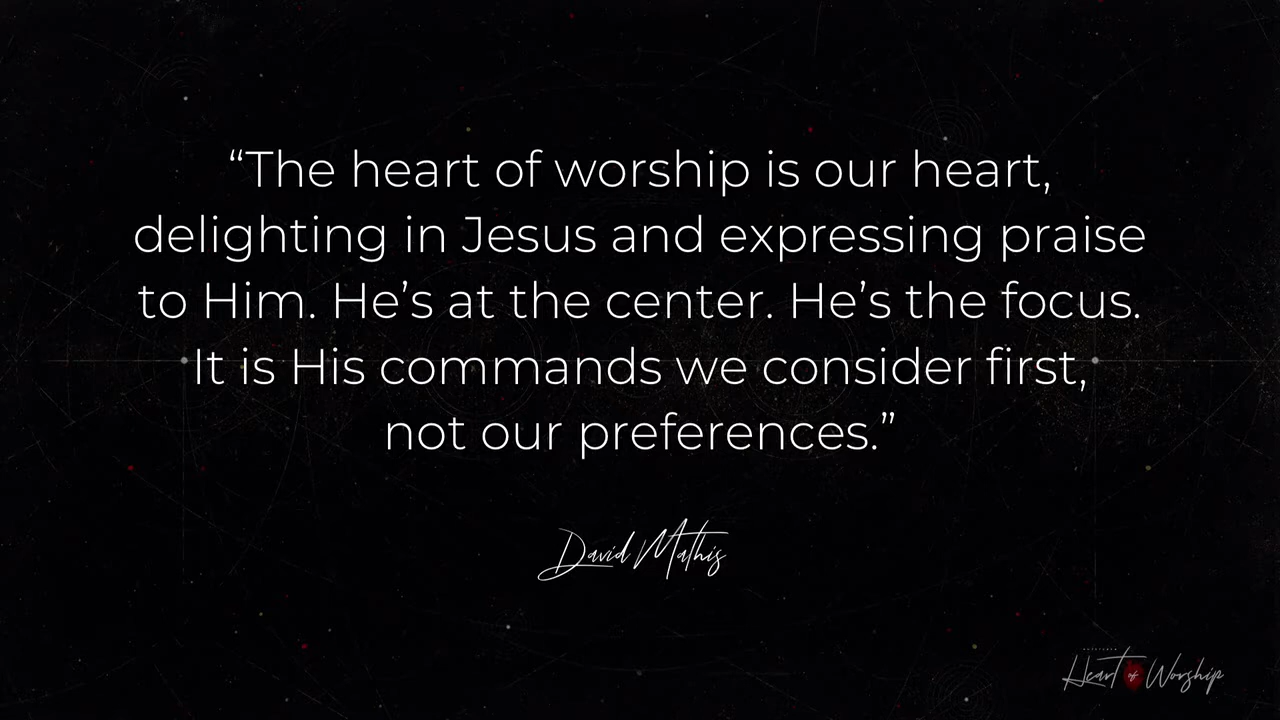 “The heart of worship is our heart,
delighting in Jesus and expressing praise
to Him. He’s at the center. He’s the focus.
It is His commands we consider first,
not our preferences.”
David Mathis
Heart of Worship